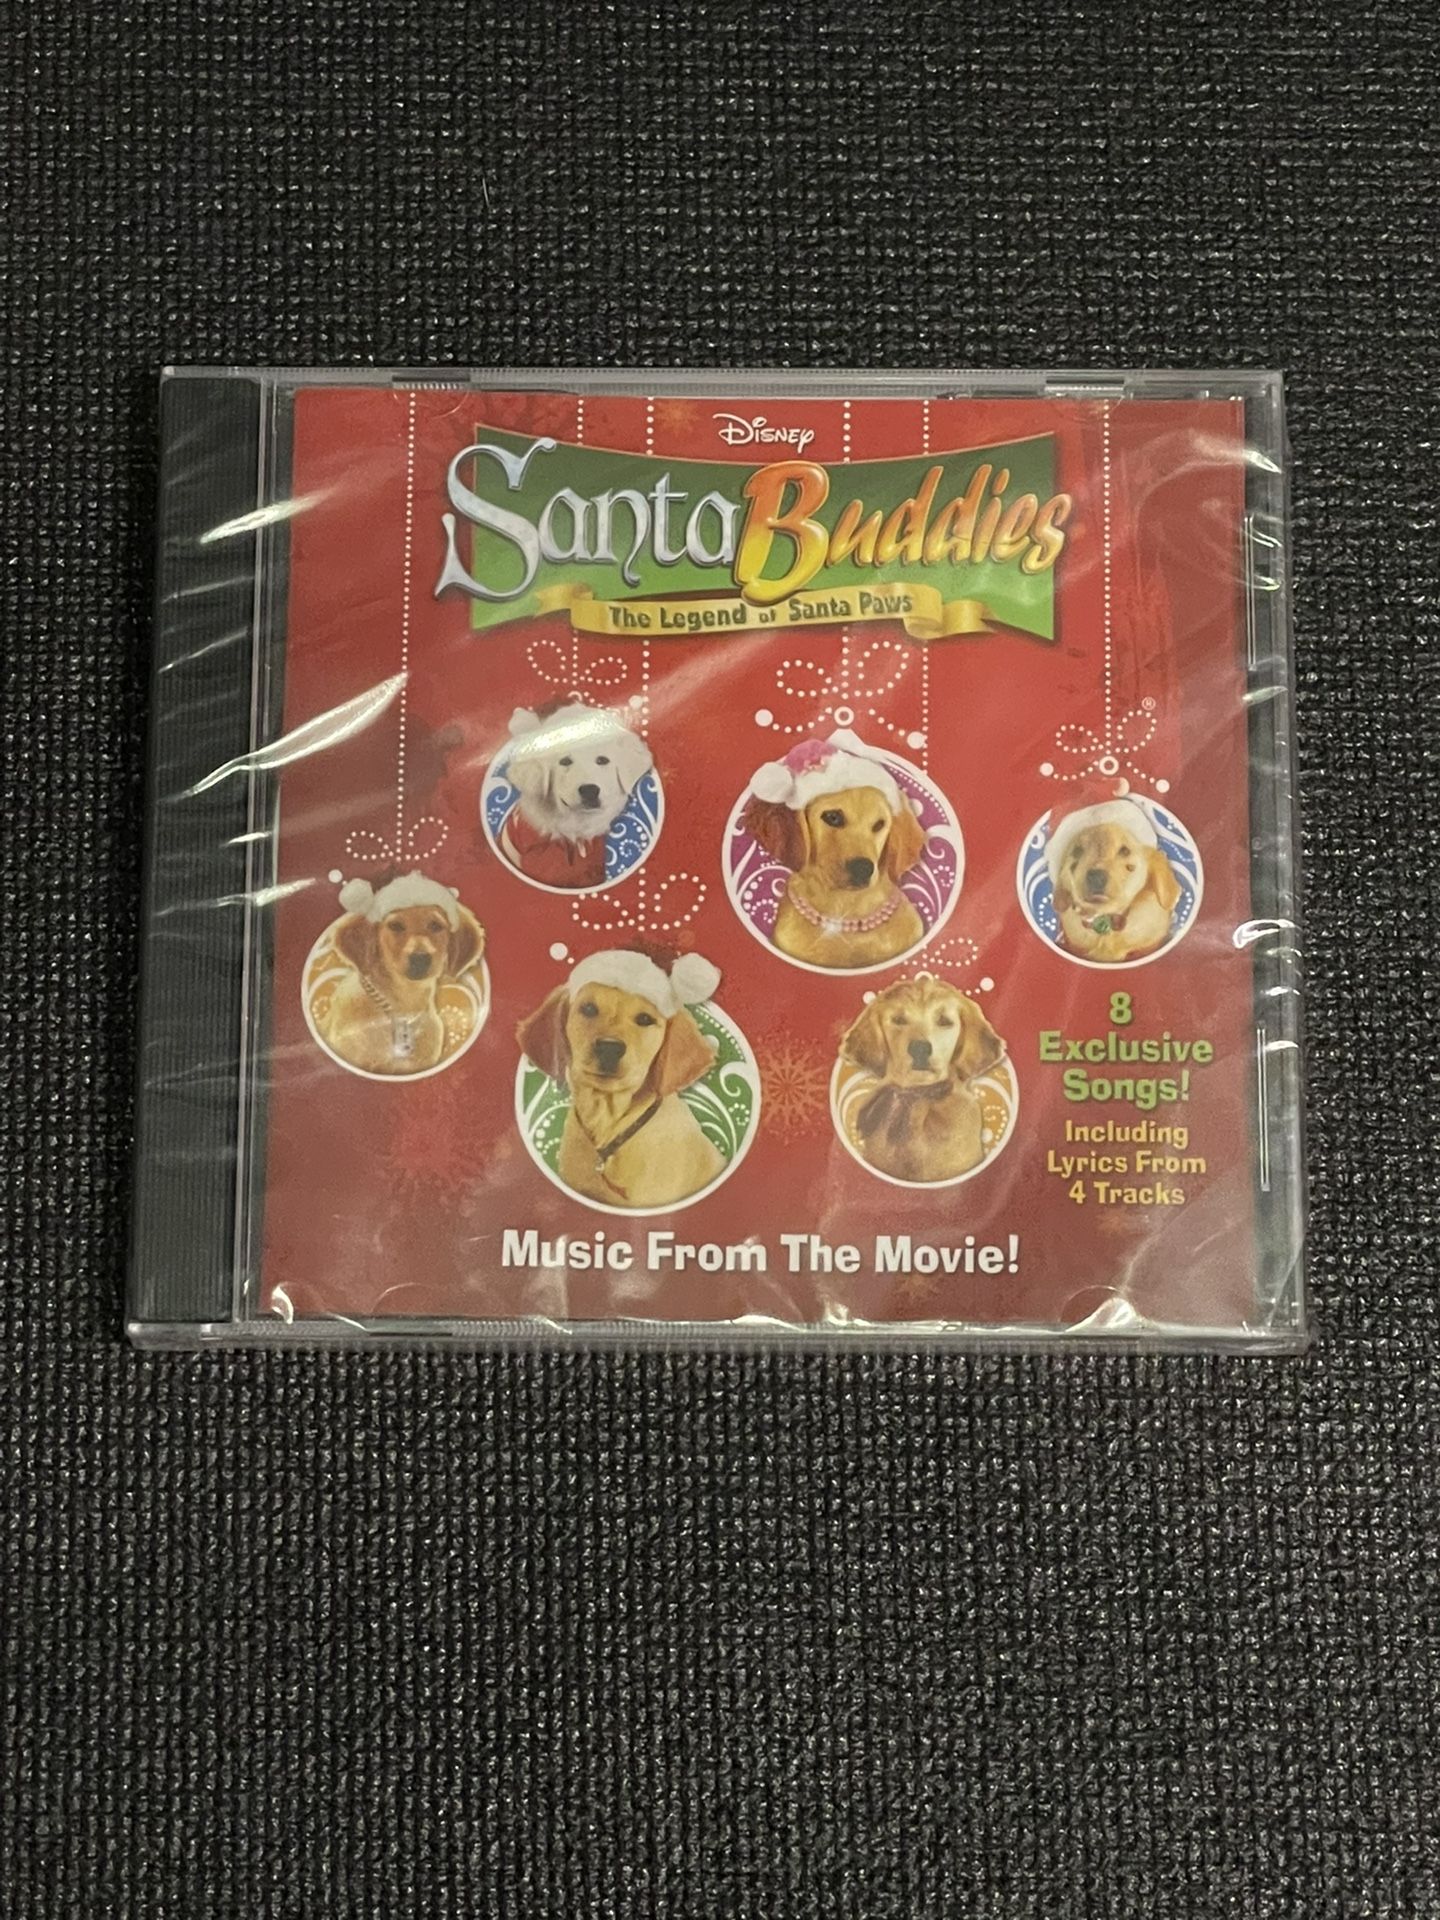 Disney
Santa Buddies
The Legend of Santa Paws
®
8
Exclusive
Songs!
Including
Lyrics From
4 Tracks
Music From The Movie!